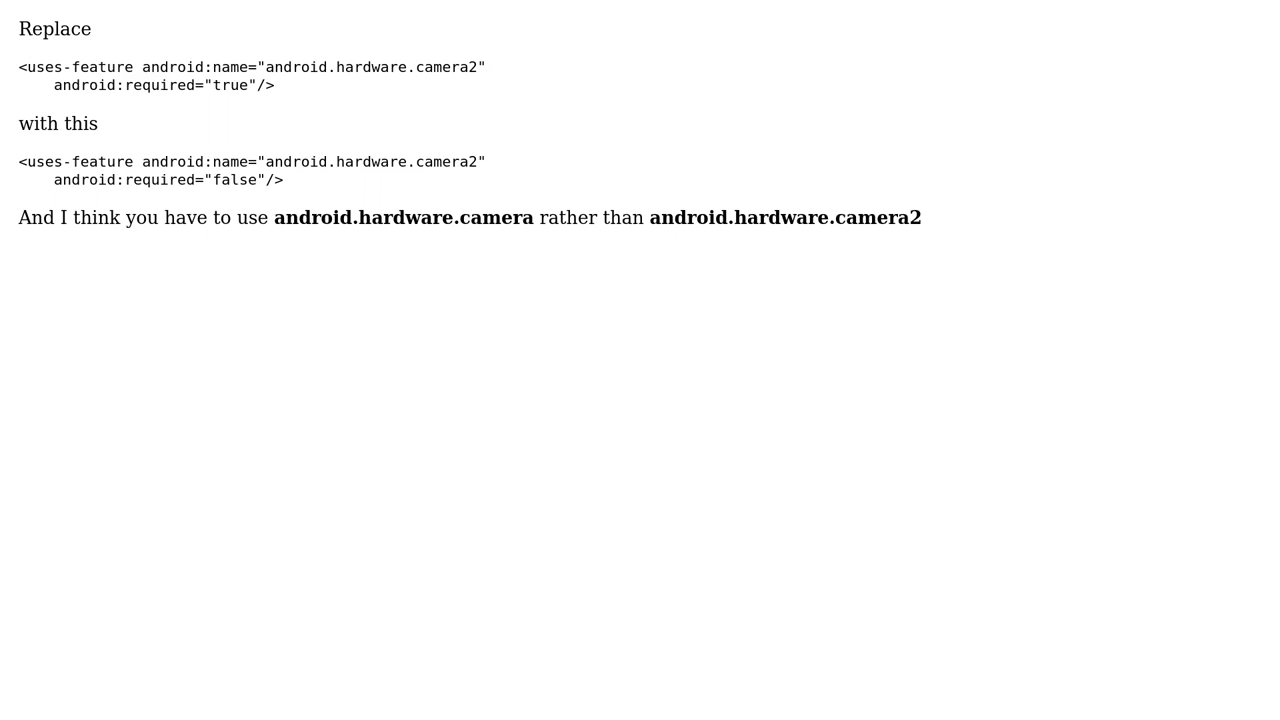 Replace
<uses-feature android:name="android.hardware.camera2"
    android:required="true"/>
with this
<uses-feature android:name="android.hardware.camera2"
    android:required="false"/>
And I think you have to use android.hardware.camera rather than android.hardware.camera2